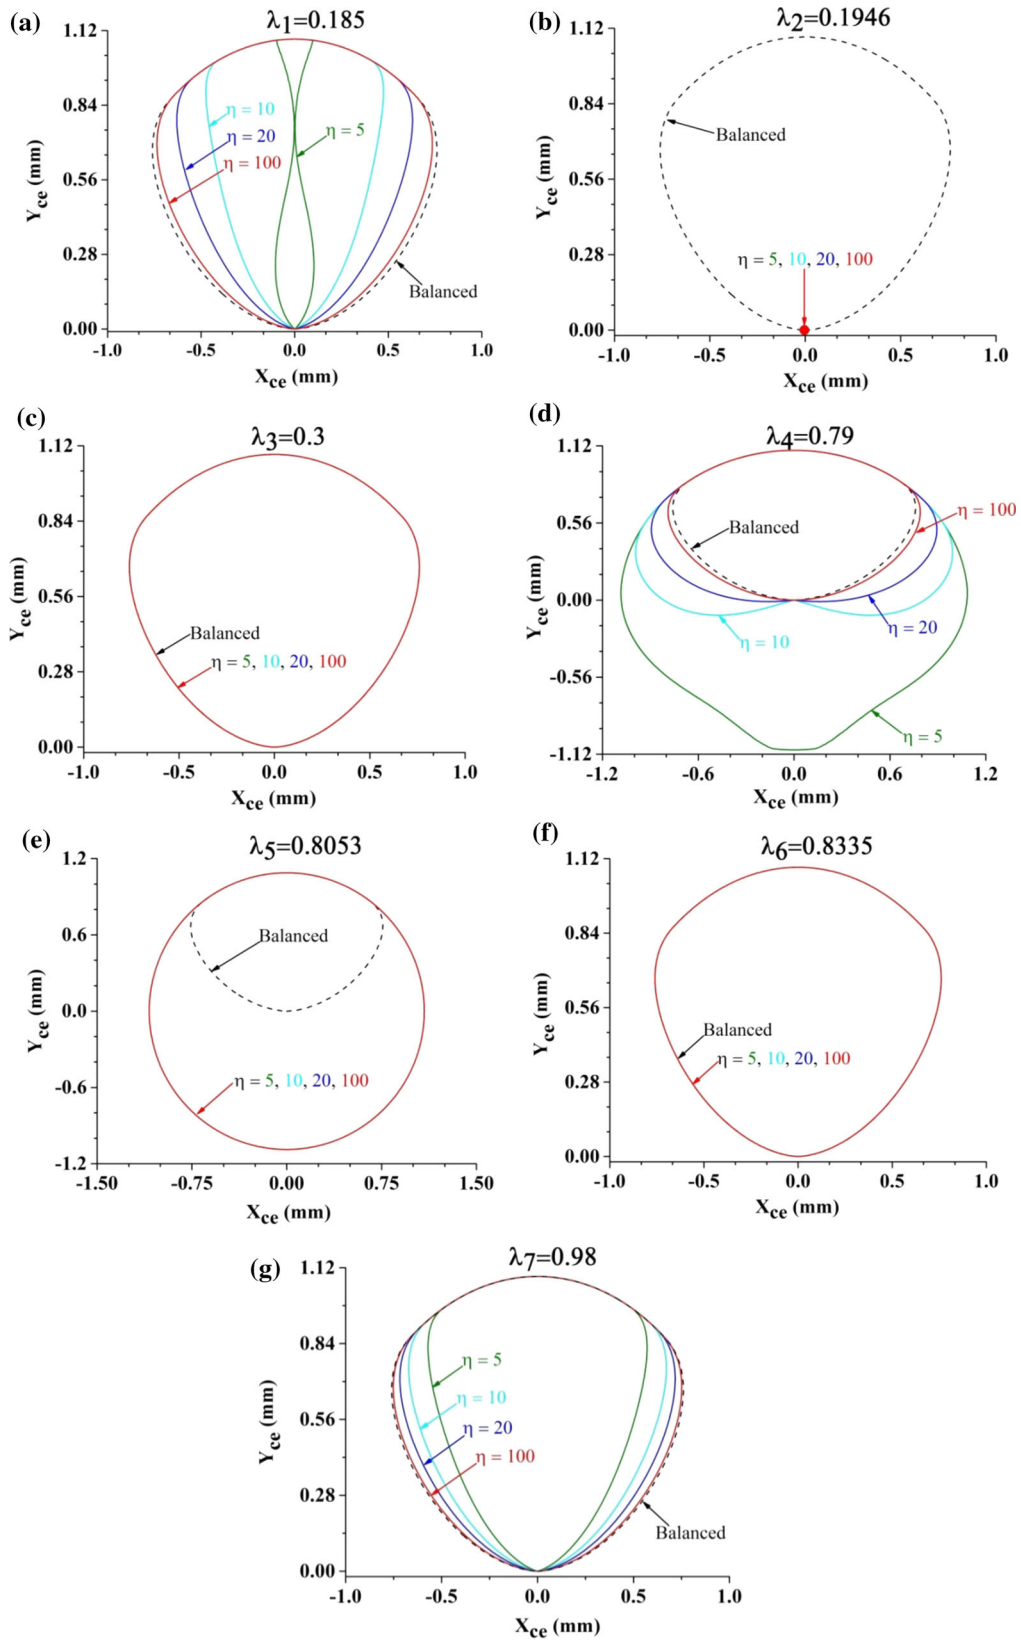 (a)
λ1=0.185
1.12
0.84
0.56
0.28
0.00
Yce (mm)
η = 10
η = 20
η = 100
η = 5
Balanced
-1.0 -0.5 0.0 0.5 1.0
Xce (mm)
(b)
λ2=0.1946
1.12
0.84
0.56
0.28
0.00
Yce (mm)
Balanced
η = 5, 10, 20, 100
-1.0 -0.5 0.0 0.5 1.0
Xce (mm)
(c)
λ3=0.3
1.12
0.84
0.56
0.28
0.00
Yce (mm)
Balanced
η = 5, 10, 20, 100
-1.0 -0.5 0.0 0.5 1.0
Xce (mm)
(d)
λ4=0.79
1.12
0.56
0.00
-0.56
-1.12
Yce (mm)
Balanced
η = 100
η = 20
η = 10
η = 5
-1.2 -0.6 0.0 0.6 1.2
Xce (mm)
(e)
λ5=0.8053
1.2
0.6
0.0
-0.6
-1.2
Yce (mm)
Balanced
η = 5, 10, 20, 100
-1.50 -0.75 0.00 0.75 1.50
Xce (mm)
(f)
λ6=0.8335
1.12
0.84
0.56
0.28
0.00
Yce (mm)
Balanced
η = 5, 10, 20, 100
-1.0 -0.5 0.0 0.5 1.0
Xce (mm)
(g)
λ7=0.98
1.12
0.84
0.56
0.28
0.00
Yce (mm)
η = 5
η = 10
η = 20
η = 100
Balanced
-1.0 -0.5 0.0 0.5 1.0
Xce (mm)